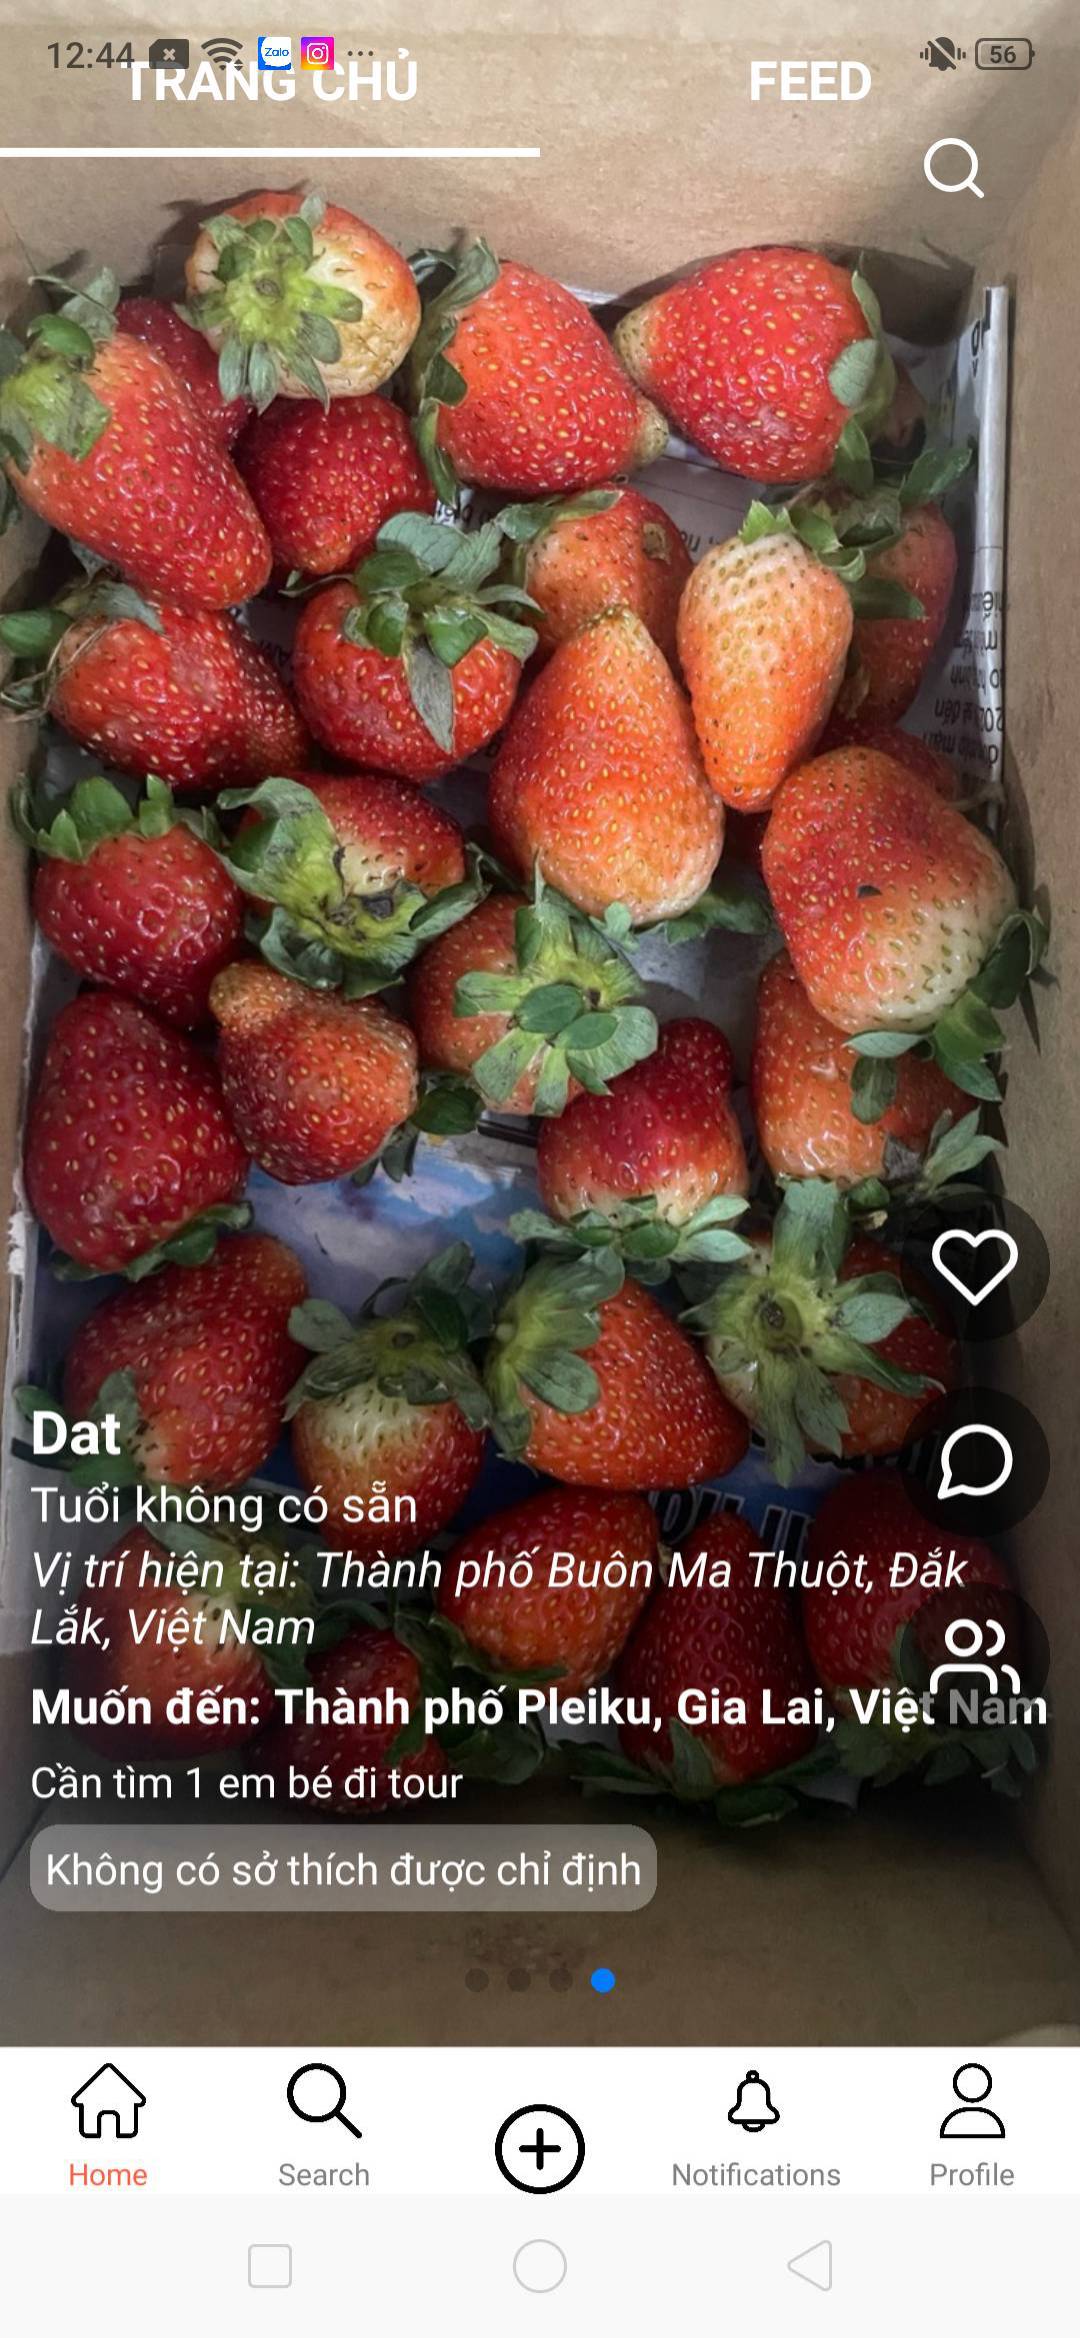 12:44
Zalo
56
TRANG CHỦ
FEED
Dat
Tuổi không có sẵn
Vị trí hiện tại: Thành phố Buôn Ma Thuột, Đắk
Lắk, Việt Nam
Muốn đến: Thành phố Pleiku, Gia Lai, Việt Nam
Cần tìm 1 em bé đi tour
Không có sở thích được chỉ định
Home
Search
Notifications
Profile